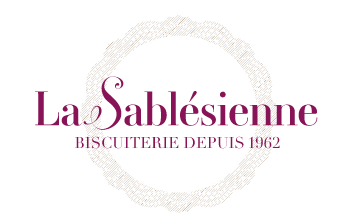 La Sablésienne
BISCUITERIE DEPUIS 1962